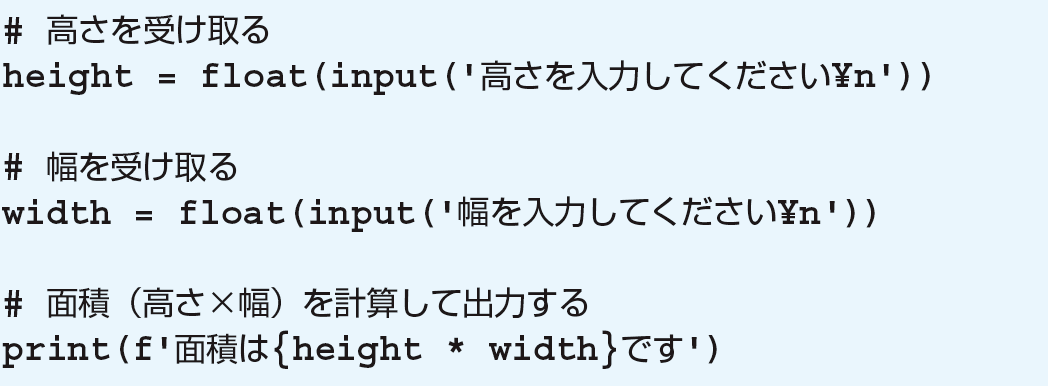 # 高さを受け取る
height = float(input('高さを入力してください¥n'))
# 幅を受け取る
width = float(input('幅を入力してください¥n'))
# 面積（高さ×幅）を計算して出力する
print(f'面積は{height * width}です')